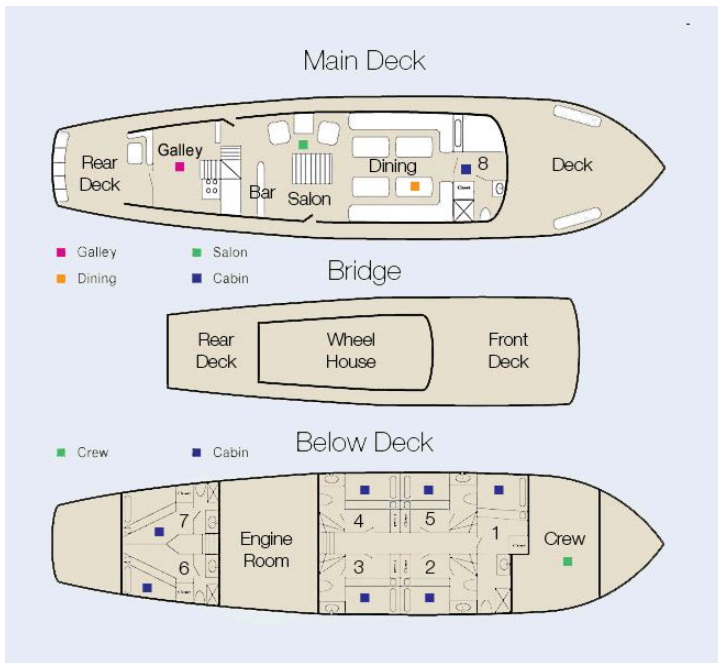 Main Deck
Rear
Deck
Galley
Bar
Salon
Dining
8
Deck
Galley
Salon
Dining
Cabin
Bridge
Rear
Deck
Wheel
House
Front
Deck
Below Deck
Crew
Cabin
7
6
Engine
Room
4
5
3
2
1
Crew